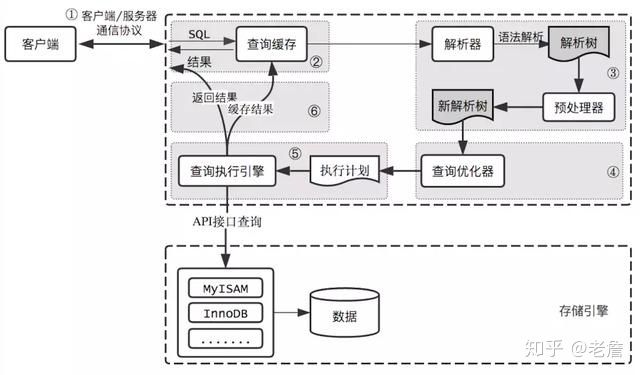 ① 客户端/服务器
通信协议
客户端
SQL
结果
查询缓存
②
解析器
语法解析
解析树
③
预处理器
新解析树
返回结果
缓存结果
⑥
查询执行引擎
⑤
执行计划
查询优化器
④
API接口查询
MyISAM
InnoDB
.......
数据
存储引擎
知乎 @老詹